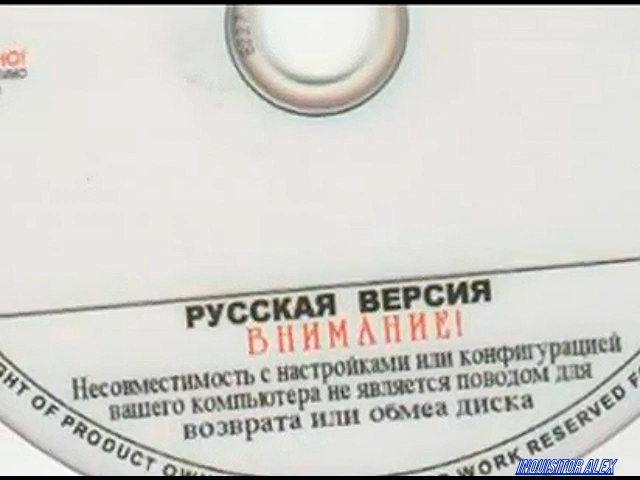 НО!
РУССКАЯ ВЕРСИЯ
ВНИМАНИЕ!
Несовместимость с настройками или конфигурацией
вашего компьютера не является поводом для
возврата или обмеа диска
OF PRODUCT
WORK RESERVED
INQUISITOR ALEX